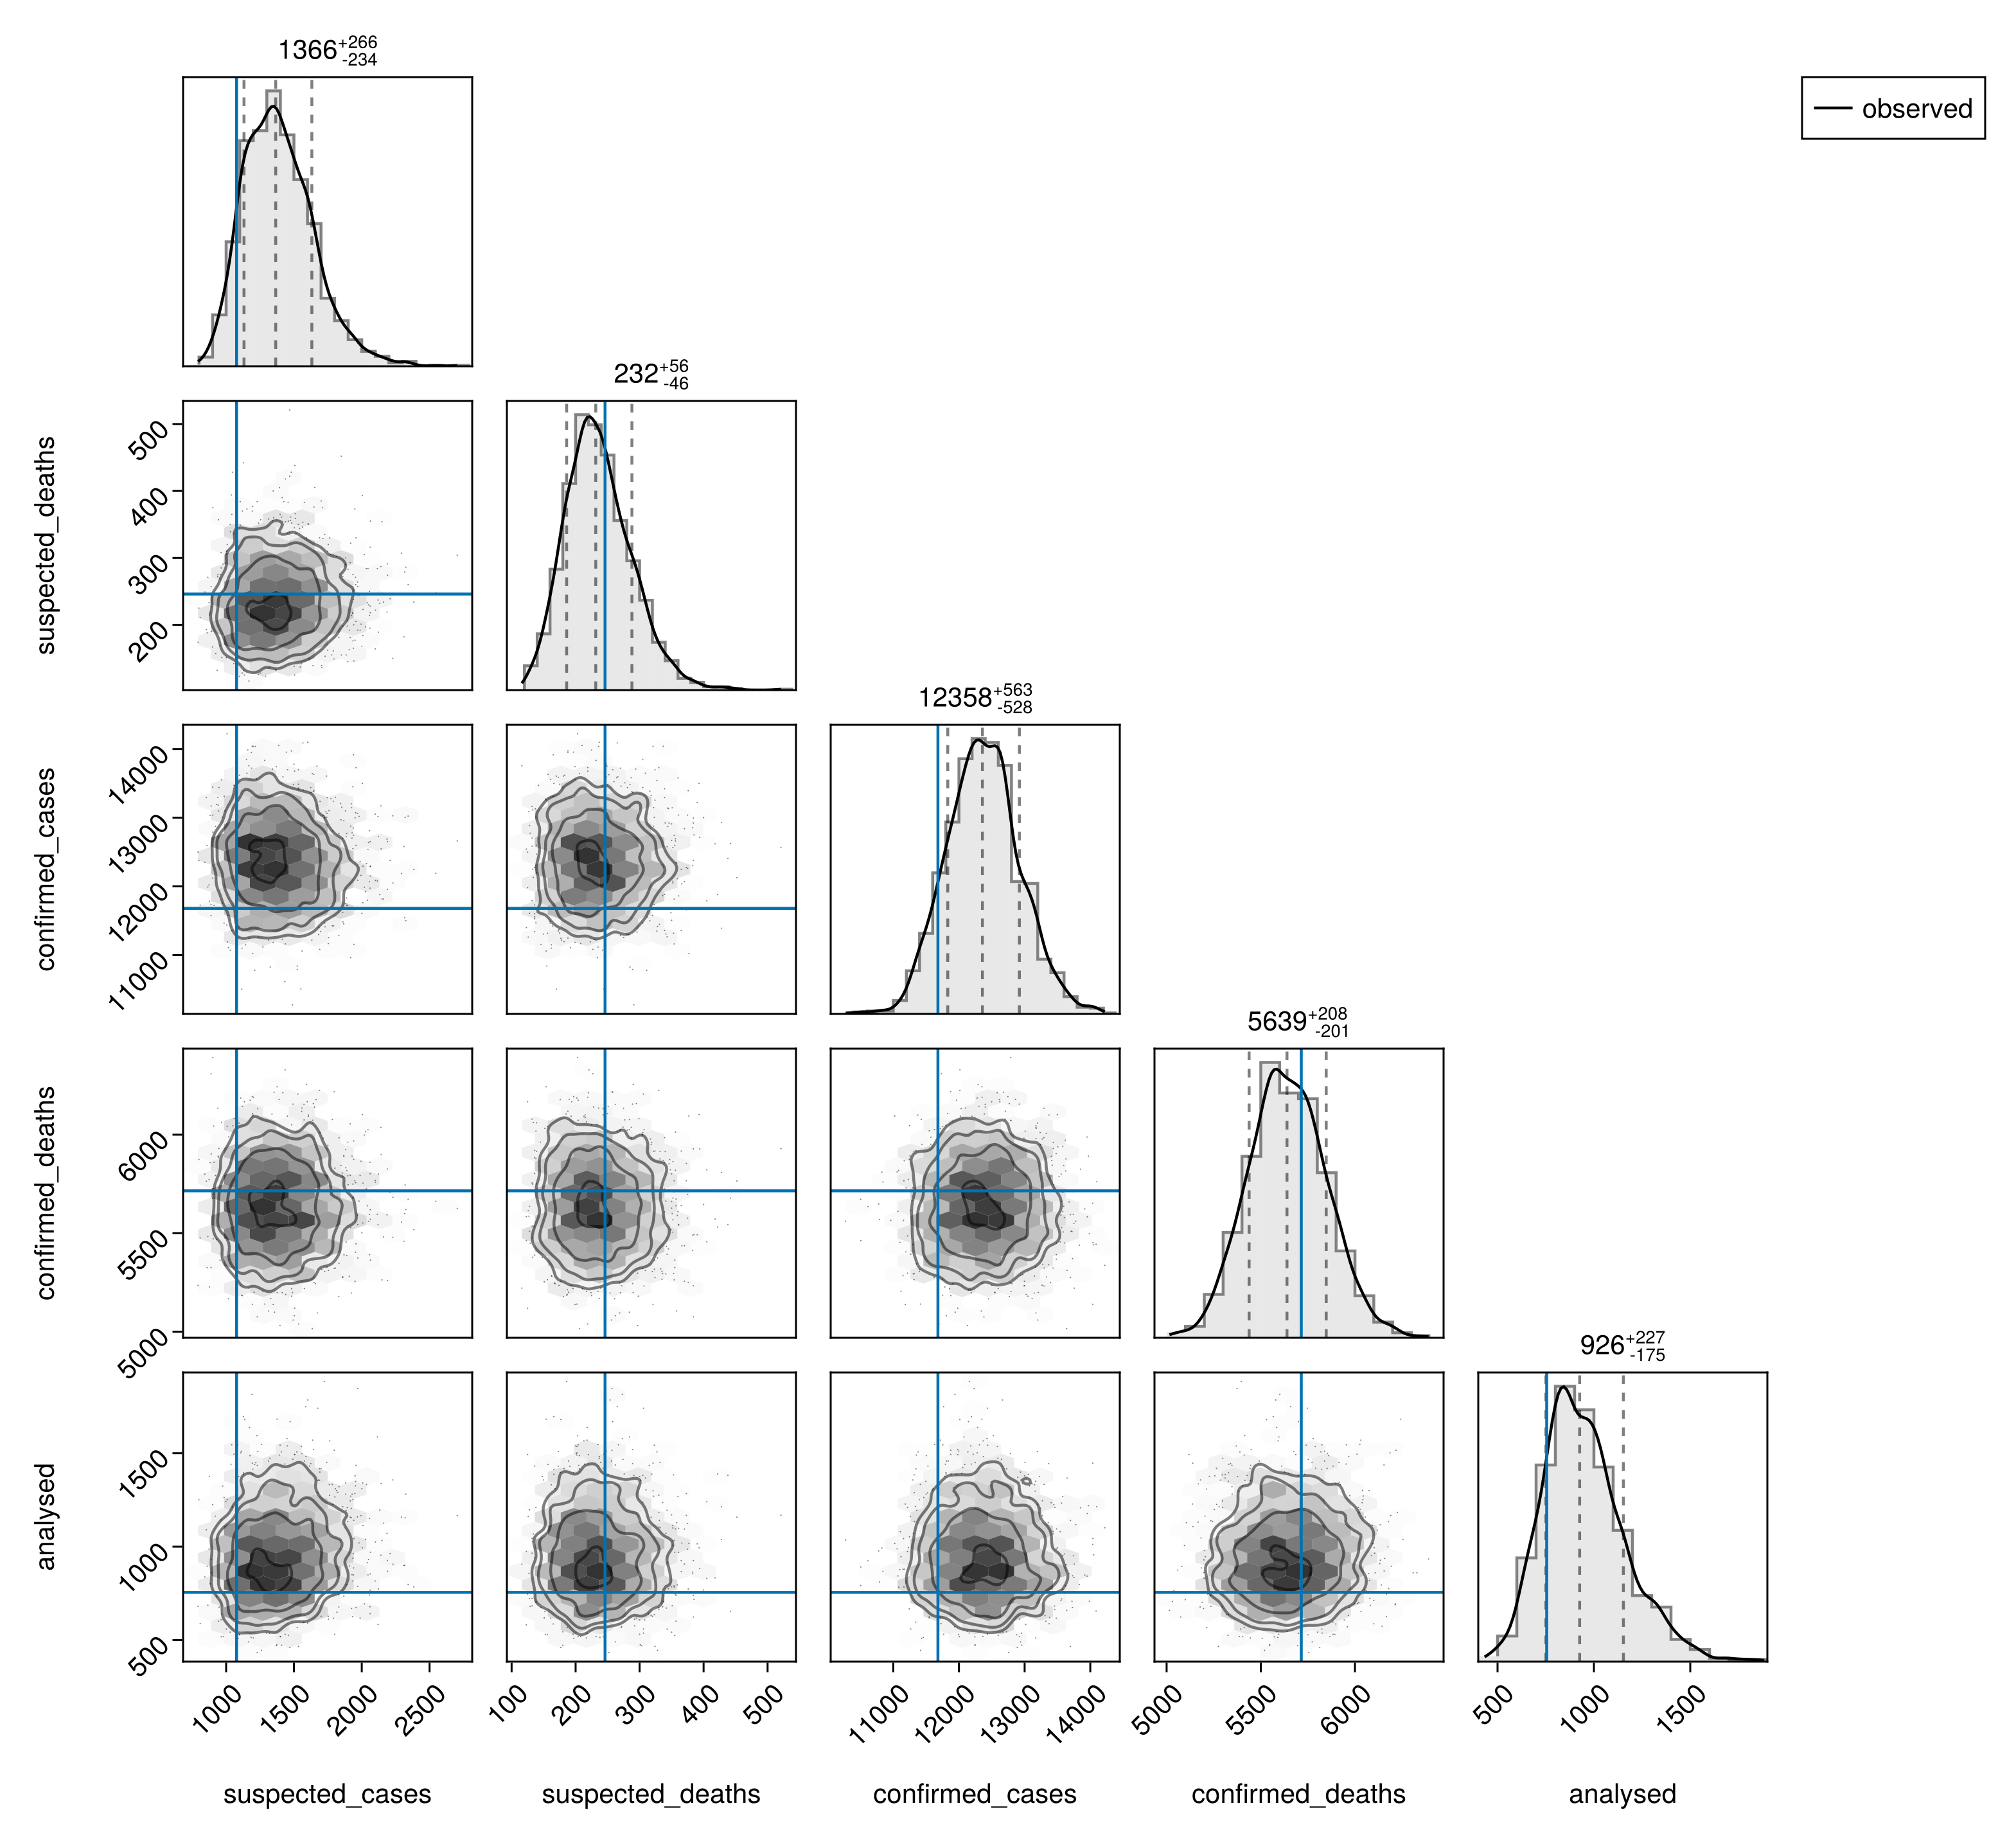 1366+266-234
observed
232+56-46
suspected_deaths
500
400
300
200
12358+563-528
confirmed_cases
14000
13000
12000
11000
5639+208-201
confirmed_deaths
6000
5500
5000
926+227-175
analysed
1500
1000
500
1000 1500 2000 2500 100 200 300 400 500 11000 12000 13000 14000 5000 5500 6000 500 1000 1500
suspected_cases suspected_deaths confirmed_cases confirmed_deaths analysed